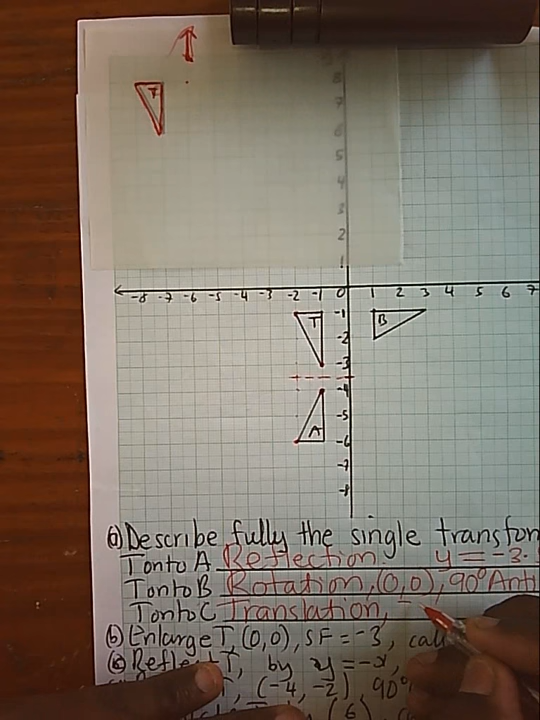 T
8
7
6
5
4
3
2
1
-8 -7 -6 -5 -4 -3 -2 -1 0 1 2 3 4 5 6 7
T -1 B
-2
-3
-4
-5
A -6
-7
-8
(a) Describe fully the single
T onto A Reflection. y = -3.
T onto B Rotation, (0,0), 90° Anti
T onto C Translation,
(b) Enlarge T, (0,0), SF = -3,
(c) Reflect T, by y = -x,
T, (-4, -2), 90°
(6)